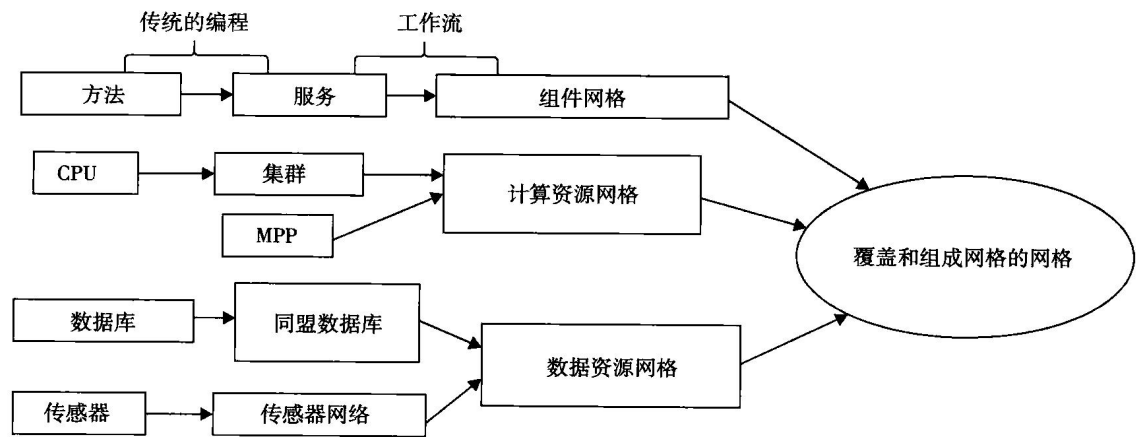 传统的编程
工作流
方法
服务
组件网格
CPU
集群
计算资源网格
MPP
覆盖和组成网格的网格
数据库
同盟数据库
数据资源网格
传感器
传感器网络